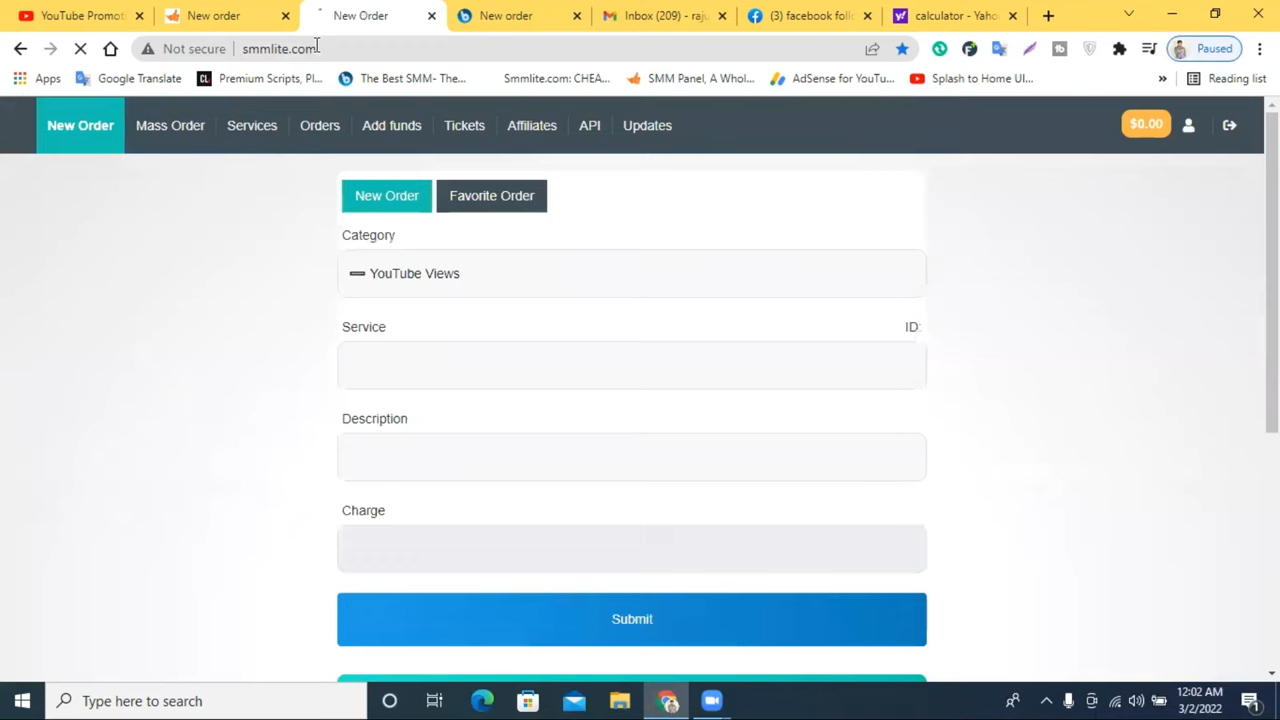 YouTube Promot
New order
New Order
New order
Inbox (209) - raju
(3) facebook foll
calculator - Yaho
Not secure
smmlite.com
Paused
Apps
Google Translate
Premium Scripts, Pl...
The Best SMM- The...
Smmlite.com: CHEA...
SMM Panel, A Whol...
AdSense for YouTu...
Splash to Home UI...
»
Reading list
New Order
Mass Order
Services
Orders
Add funds
Tickets
Affiliates
API
Updates
$0.00
New Order
Favorite Order
Category
YouTube Views
Service
ID:
Description
Charge
Submit
Type here to search
12:02 AM
3/2/2022
1